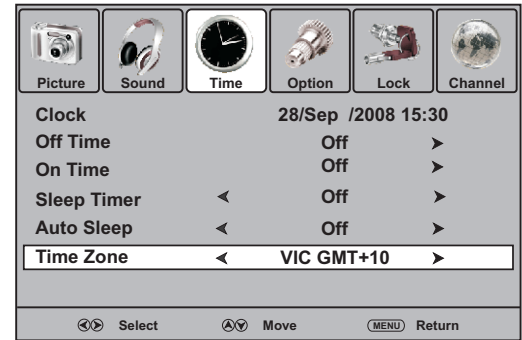 Picture Sound Time Option Lock Channel
Clock 28/Sep /2008 15:30
Off Time Off
On Time Off
Sleep Timer Off
Auto Sleep Off
Time Zone VIC GMT+10
Select Move MENU Return